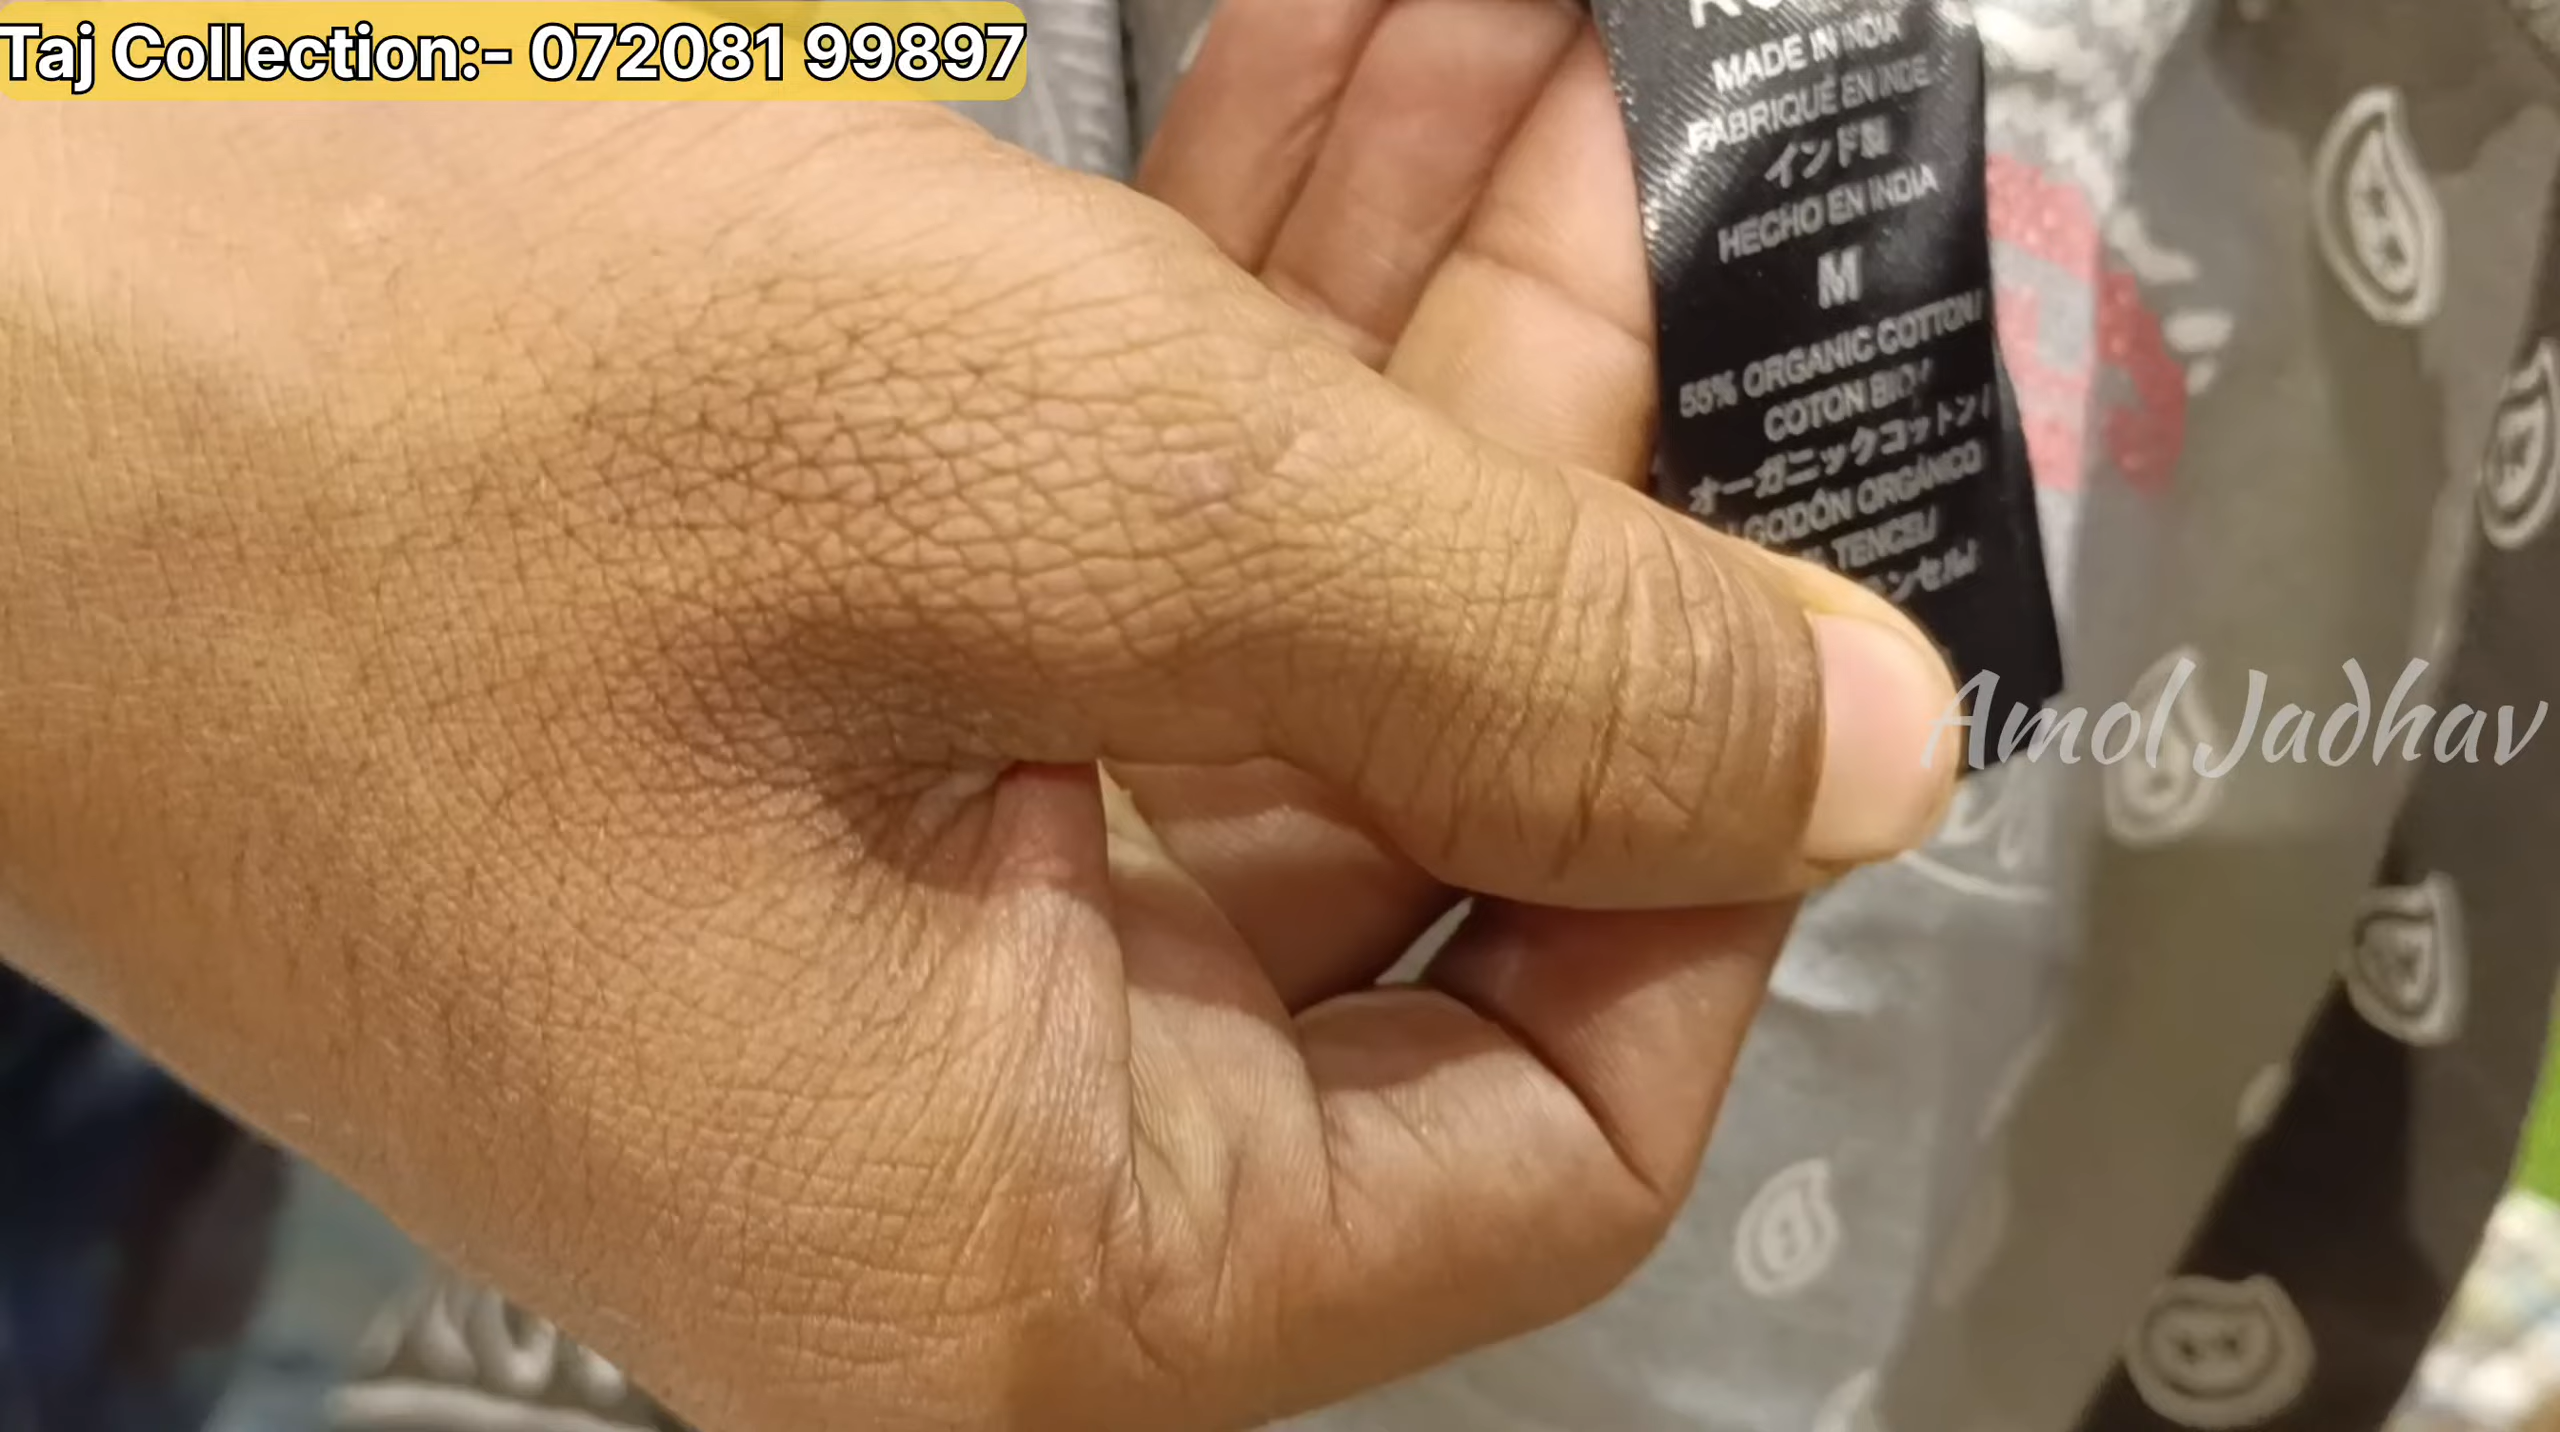 Taj Collection:- 072081 99897
MADE IN INDIA
FABRIQUÉ EN INDE
インド製
HECHO EN INDIA
M
55% ORGANIC COTTON/
COTON BIO/
オーガニックコットン/
ALGODÓN ORGÁNICO
TENCEL/
Amol Jadhav